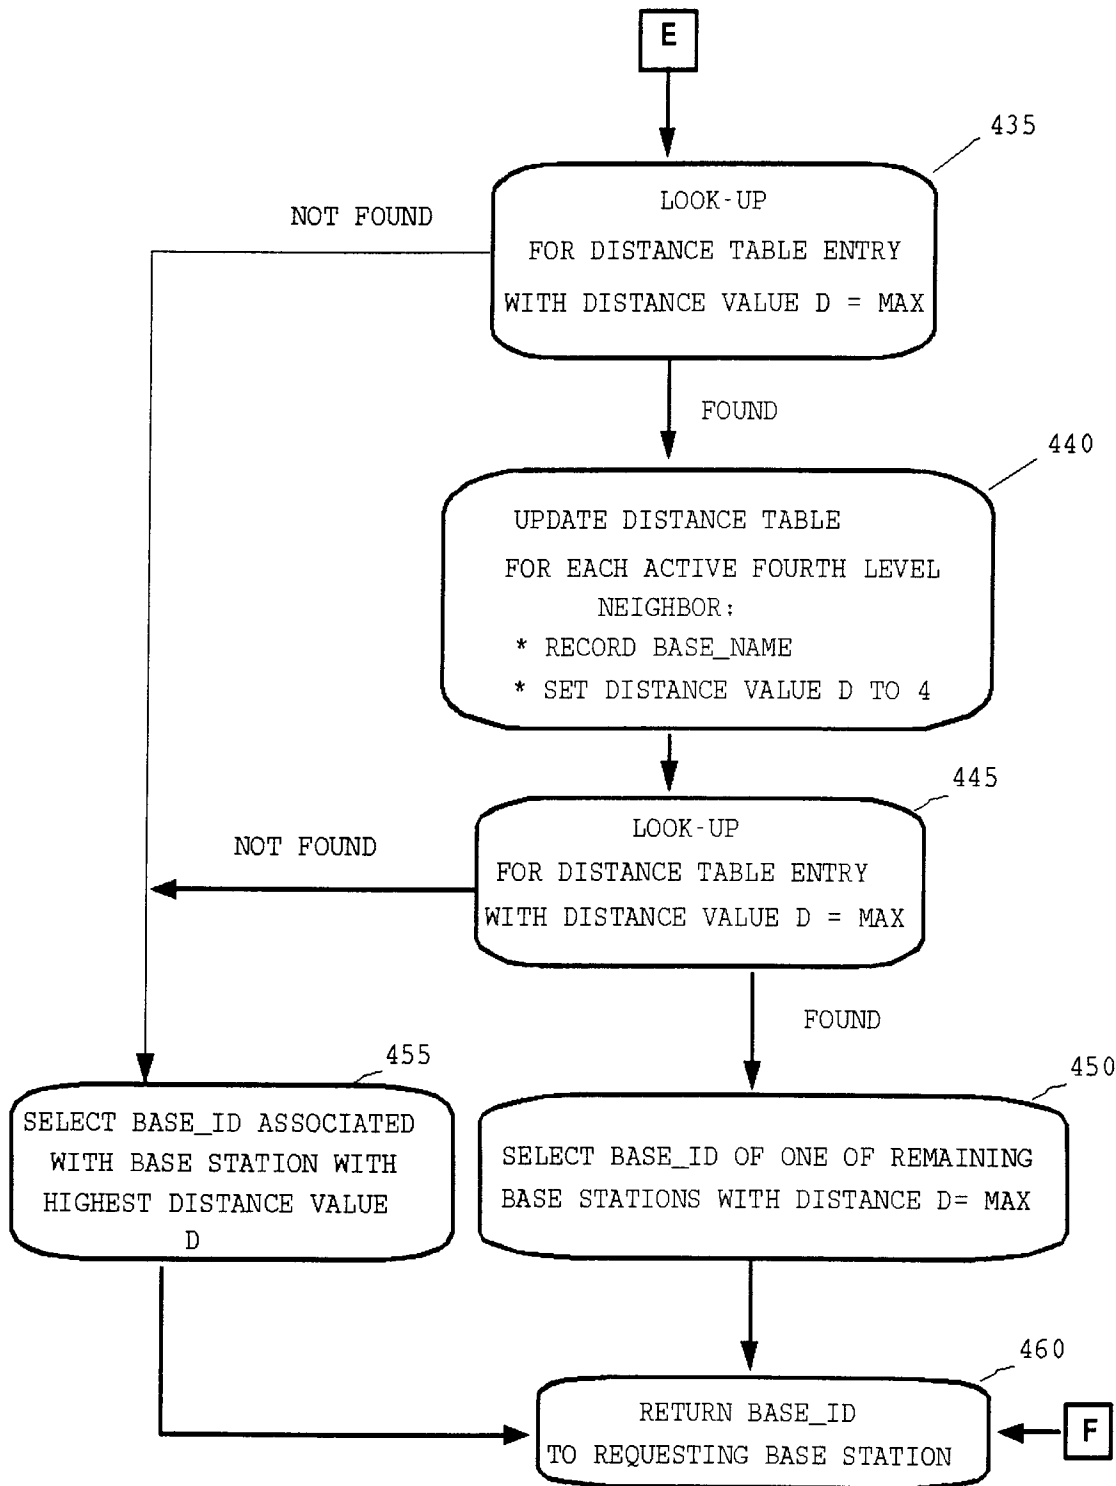 E
435
LOOK-UP
FOR DISTANCE TABLE ENTRY
WITH DISTANCE VALUE D = MAX
NOT FOUND
FOUND
440
UPDATE DISTANCE TABLE
FOR EACH ACTIVE FOURTH LEVEL
NEIGHBOR:
* RECORD BASE_NAME
* SET DISTANCE VALUE D TO 4
445
LOOK-UP
FOR DISTANCE TABLE ENTRY
WITH DISTANCE VALUE D = MAX
NOT FOUND
FOUND
455
SELECT BASE_ID ASSOCIATED
WITH BASE STATION WITH
HIGHEST DISTANCE VALUE
D
450
SELECT BASE_ID OF ONE OF REMAINING
BASE STATIONS WITH DISTANCE D= MAX
460
RETURN BASE_ID
TO REQUESTING BASE STATION
F